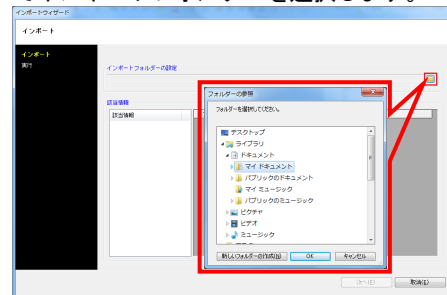 インポートウィザード
インポート
インポート
実行
インポートフォルダーの設定
該当情報
該当情報
フォルダーの参照
フォルダーを選択してください。
デスクトップ
ライブラリ
ドキュメント
マイ ドキュメント
パブリックのドキュメント
マイ ミュージック
パブリックのミュージック
ピクチャ
ビデオ
ミュージック
新しいフォルダーの作成(N)
OK
キャンセル
次へ(E)
取消(C)